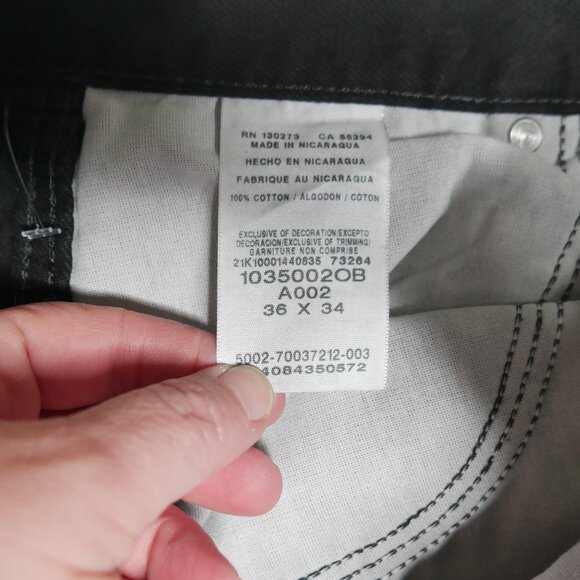 RN 130273 CA 55394
MADE IN NICARAGUA
HECHO EN NICARAGUA
FABRIQUE AU NICARAGUA
100% COTTON / ALGODON / COTON
EXCLUSIVE OF DECORATION/EXCEPTO
DECORACION/EXCLUSIVE OF TRIMMING/
GARNITURE NON COMPRISE
21K10001440835 73264
1035002OB
A002
36 X 34
5002-70037212-003
4084350572